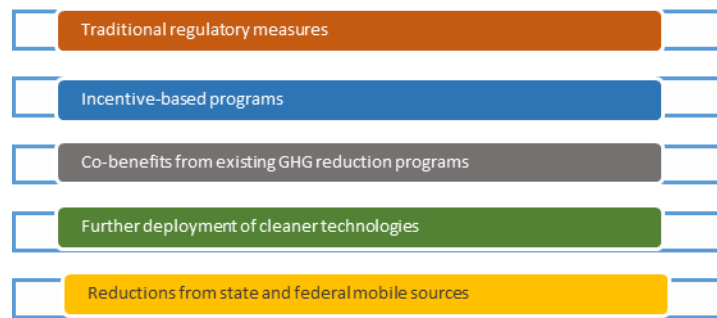 Traditional regulatory measures
Incentive-based programs
Co-benefits from existing GHG reduction programs
Further deployment of cleaner technologies
Reductions from state and federal mobile sources